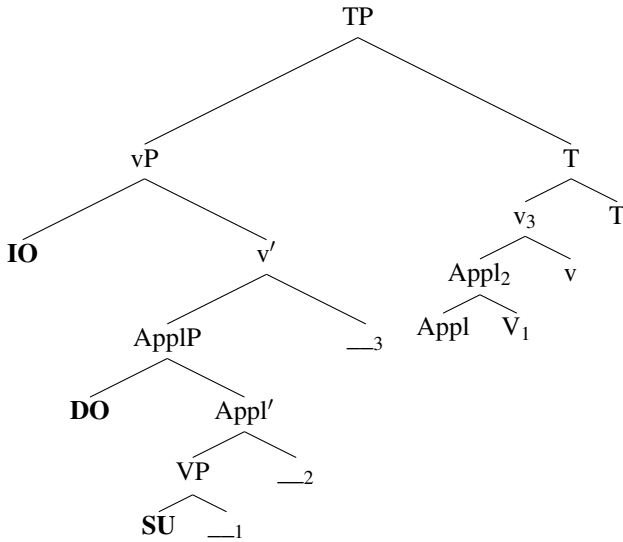 TP
vP T
IO v′ v₃ T
ApplP __₃ Appl₂ v
DO Appl′ Appl V₁
VP __₂
SU __₁